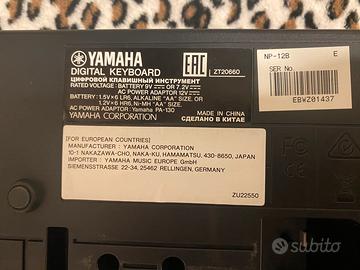 YAMAHA
DIGITAL KEYBOARD
ЦИФРОВОЙ КЛАВИШНЫЙ ИНСТРУМЕНТ
RATED VOLTAGE : BATTERY 9V ⎓ OR 7.2V ⎓
AC POWER ADAPTOR 12V ⎓
BATTERY : 1.5V×6 LR6, ALKALINE "AA" SIZE, OR
1.2V×6 HR6, Ni-MH "AA" SIZE
AC POWER ADAPTOR : Yamaha PA-130
YAMAHA CORPORATION
EAC
ZT20660
MADE IN CHINA
СДЕЛАНО В КИТАЕ
NP-12B E
SER No.
EBWZ01437
[FOR EUROPEAN COUNTRIES]
MANUFACTURER : YAMAHA CORPORATION
10-1 NAKAZAWA-CHO, NAKA-KU, HAMAMATSU, 430-8650, JAPAN
IMPORTER : YAMAHA MUSIC EUROPE GmbH
SIEMENSSTRASSE 22-34, 25462 RELLINGEN, GERMANY
ZU22550
CE
subito